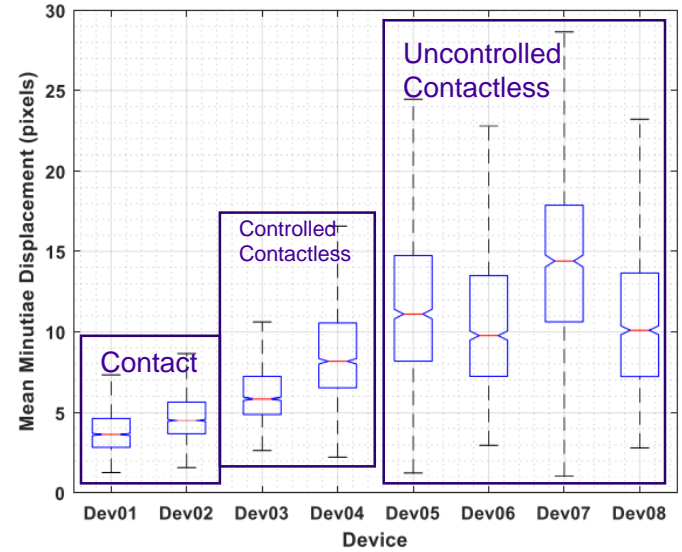 30
25
20
15
10
5
0
Mean Minutiae Displacement (pixels)
Contact
Controlled
Contactless
Uncontrolled
Contactless
Dev01 Dev02 Dev03 Dev04 Dev05 Dev06 Dev07 Dev08
Device